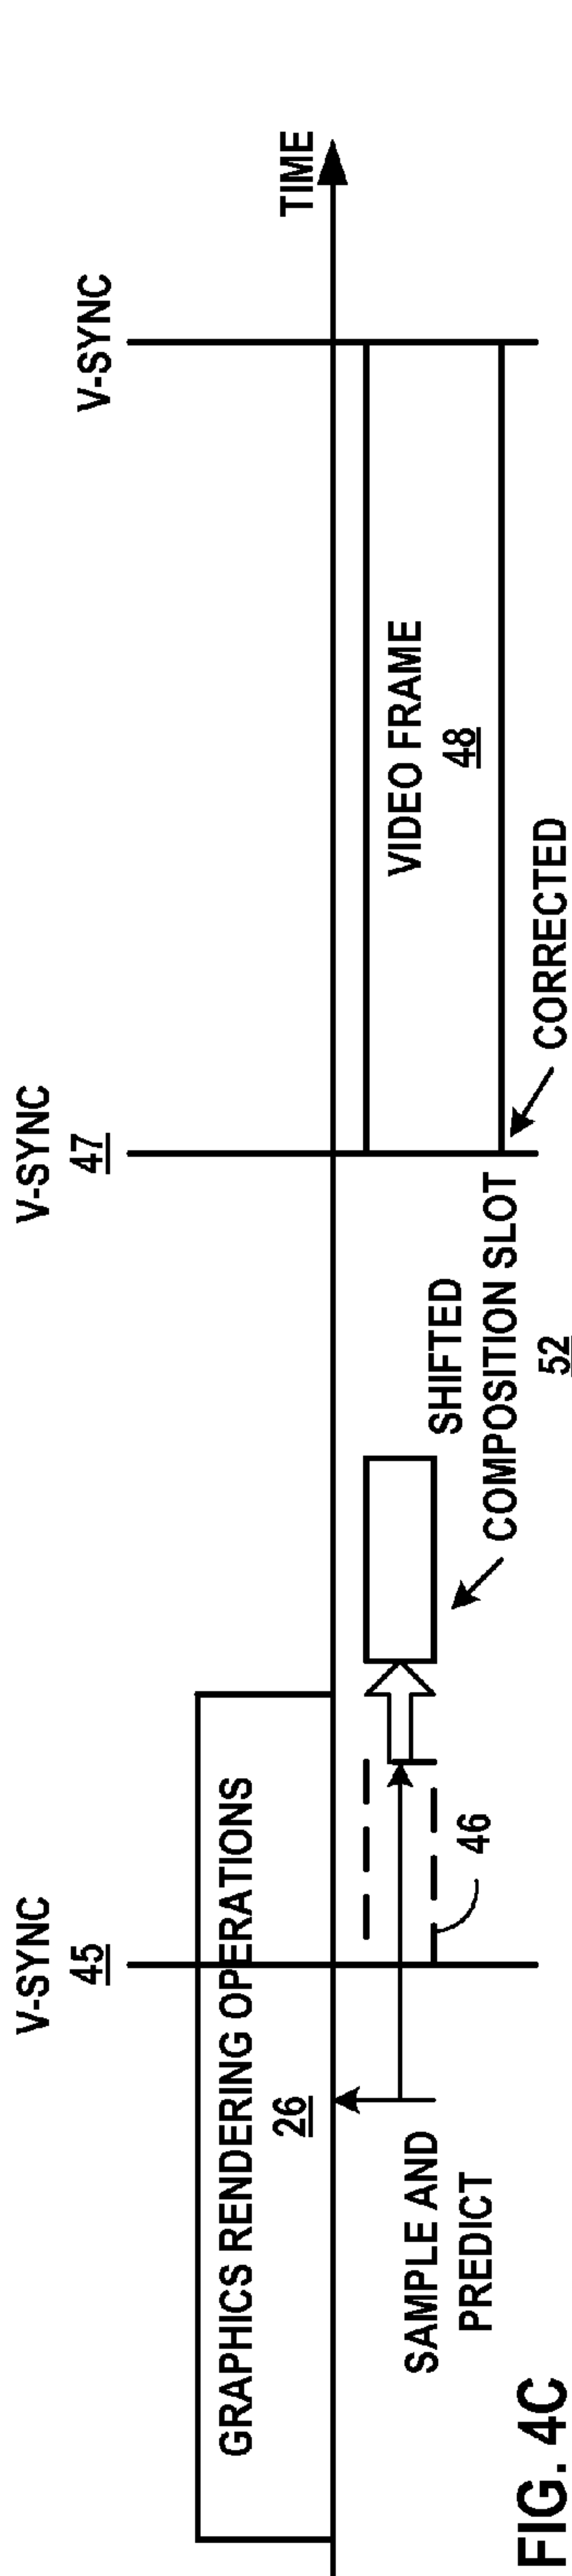 V-SYNC
45
V-SYNC
47
V-SYNC
GRAPHICS RENDERING OPERATIONS
26
TIME
SAMPLE AND
PREDICT
46
SHIFTED
COMPOSITION SLOT
52
VIDEO FRAME
48
CORRECTED
FIG. 4C